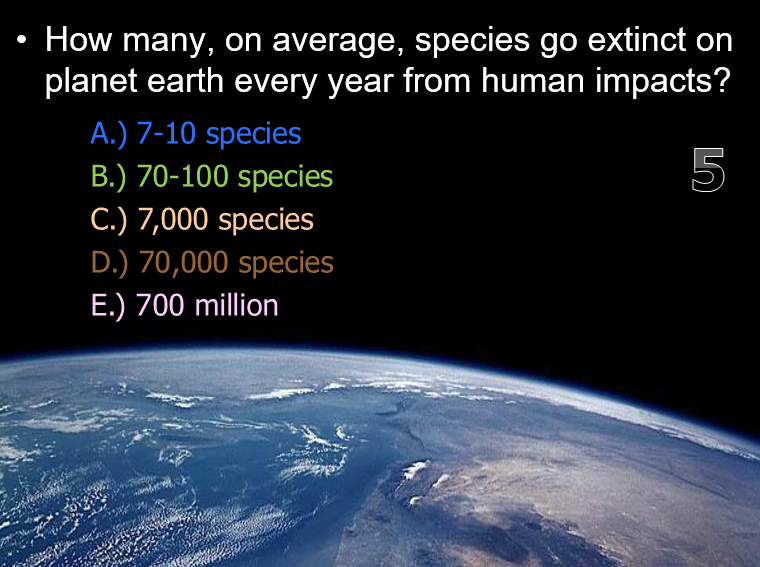 • How many, on average, species go extinct on
planet earth every year from human impacts?
A.) 7-10 species
B.) 70-100 species
5
C.) 7,000 species
D.) 70,000 species
E.) 700 million